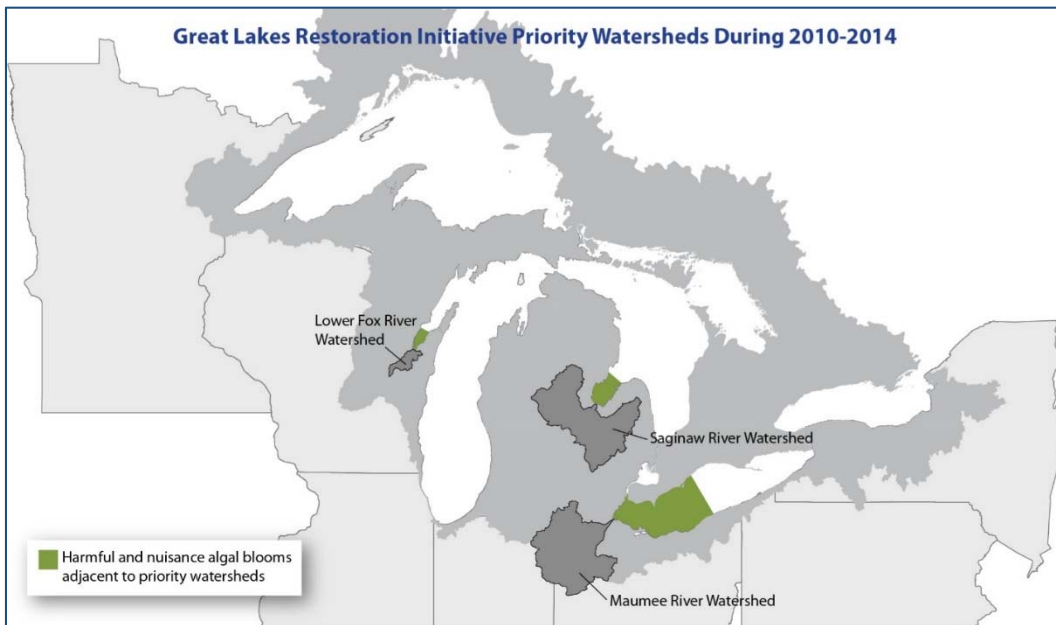 Great Lakes Restoration Initiative Priority Watersheds During 2010-2014
Lower Fox River
Watershed
Saginaw River Watershed
Harmful and nuisance algal blooms
adjacent to priority watersheds
Maumee River Watershed